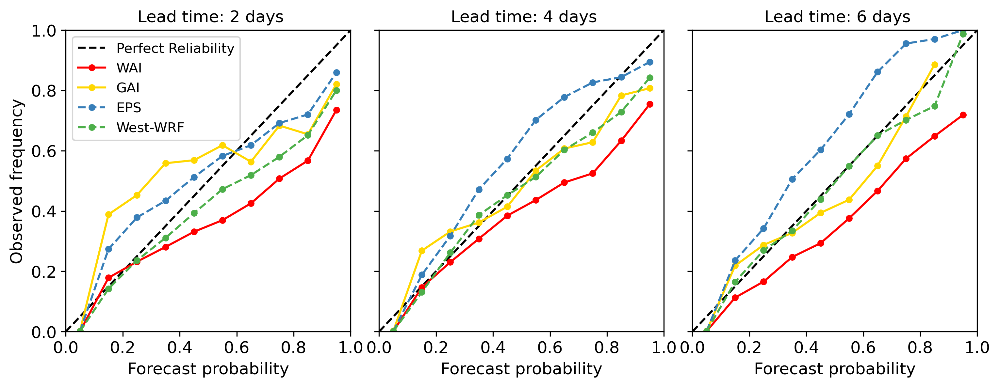 Lead time: 2 days
Lead time: 4 days
Lead time: 6 days
1.0
0.8
0.6
0.4
0.2
0.0
Observed frequency
Perfect Reliability
WAI
GAI
EPS
West-WRF
0.0 0.2 0.4 0.6 0.8 1.0
0.0 0.2 0.4 0.6 0.8 1.0
0.0 0.2 0.4 0.6 0.8 1.0
Forecast probability
Forecast probability
Forecast probability